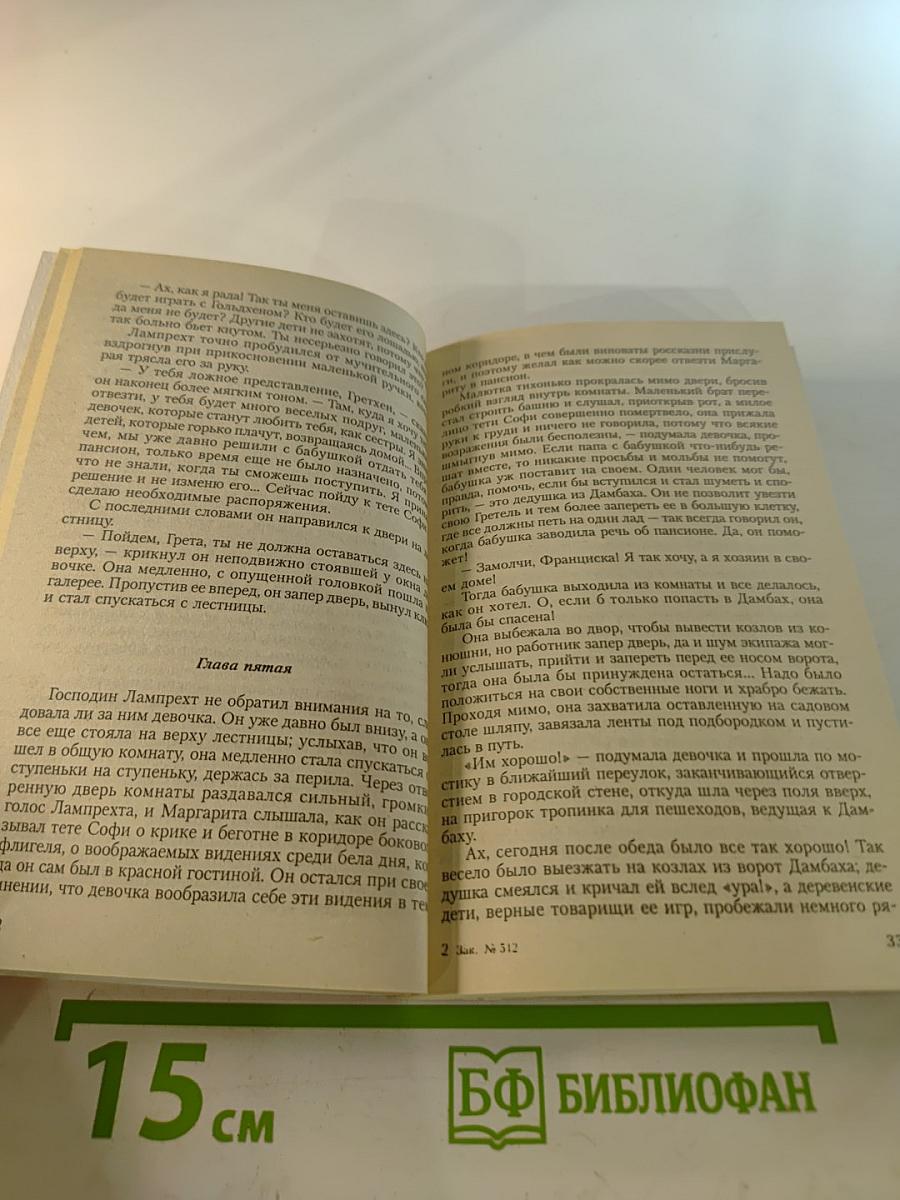 — Ах, как я рада! Так ты меня оставишь здесь?
будет играть с Гольдхеном? Кто будет его лошадью,
да меня не будет? Другие дети не захотят, потому
так больно бьет кнутом. Ты несерьезно говорил это?
Лампрехт точно пробудился от мучительного
вздрогнув при прикосновении маленькой ручки,
рая трясла его за руку.
— У тебя ложное представление, Гретхен, —
он наконец более мягким тоном. — Там, куда я хочу
отвезти, у тебя будет много веселых подруг,
девочек, которые станут любить тебя, как сестры. Я
детей, которые горько плачут, возвращаясь домой...
чем, мы уже давно решили с бабушкой отдать тебя
пансион, только время еще не было назначено,
что не знали, когда ты сможешь поступить. Я
решение и не изменю его... Сейчас пойду к тете Софи
сделаю необходимые распоряжения.
С последними словами он направился к двери на
стницу.
— Пойдем, Грета, ты не должна оставаться здесь
верху, — крикнул он неподвижно стоявшей у окна
вочке. Она медленно, с опущенной головкой пошла
галерее. Пропустив ее вперед, он запер дверь, вынул
и стал спускаться с лестницы.
Глава пятая
Господин Лампрехт не обратил внимания на то,
довала ли за ним девочка. Он уже давно был внизу, а
все еще стояла на верху лестницы; услыхав, что он
шел в общую комнату, она медленно стала спускаться
ступеньки на ступеньку, держась за перила. Через
ренную дверь комнаты раздавался сильный,
голос Лампрехта, и Маргарита слышала, как он
зывал тете Софи о крике и беготне в коридоре
флигеля, о воображаемых видениях среди бела дня,
да он сам был в красной гостиной. Он остался при
нении, что девочка вообразила себе эти видения в
ном коридоре, в чем были виноваты россказни прислу-
ги, и поэтому желал как можно скорее отвезти Марга-
риту в пансион.
Малютка тихонько прокралась мимо двери, бросив
робкий взгляд внутрь комнаты. Маленький брат пере-
стал строить башню и слушал, приоткрыв рот, а милое
лицо тети Софи совершенно помертвело, она прижала
руки к груди и ничего не говорила, потому что всякие
возражения были бесполезны, — подумала девочка, про-
шмыгнув мимо. Если папа с бабушкой что-нибудь ре-
шат вместе, то никакие просьбы и мольбы не помогут,
бабушка уж поставит на своем. Один человек мог бы,
правда, помочь, если бы вступился и стал шуметь и спо-
рить, — это дедушка из Дамбаха. Он не позволит увезти
свою Гретель и тем более запереть ее в большую клетку,
где все должны петь на один лад — так всегда говорил он,
когда бабушка заводила речь об пансионе. Да, он помо-
жет!
— Замолчи, Франциска! Я так хочу, а я хозяин в сво-
ем доме!
Тогда бабушка выходила из комнаты и все делалось,
как он хотел. О, если б только попасть в Дамбах, она
была бы спасена!
Она выбежала во двор, чтобы вывести козлов из ко-
нюшни, но работник запер дверь, да и шум экипажа мог-
ли услышать, прийти и запереть перед ее носом ворота,
тогда она была бы принуждена остаться... Надо было
положиться на свои собственные ноги и храбро бежать.
Проходя мимо, она захватила оставленную на садовом
столе шляпу, завязала ленты под подбородком и пусти-
лась в путь.
«Им хорошо!» — подумала девочка и прошла по мо-
стику в ближайший переулок, заканчивающийся отвер-
стием в городской стене, откуда шла через поля вверх,
на пригорок тропинка для пешеходов, ведущая к Дам-
баху.
Ах, сегодня после обеда было все так хорошо! Так
весело было выезжать на козлах из ворот Дамбаха; де-
душка смеялся и кричал ей вслед «ура!», а деревенские
дети, верные товарищи ее игр, пробежали немного ря-
2 Зак. № 512
33
15 см
БФ БИБЛИОФАН